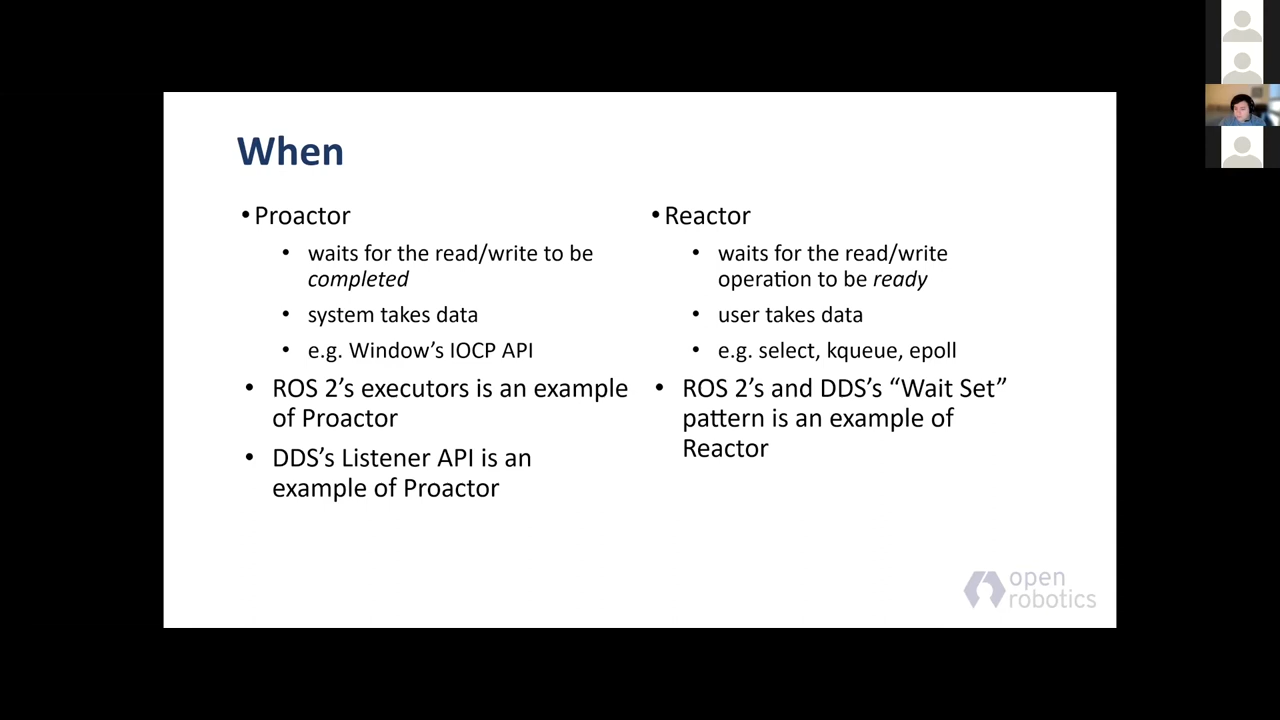 When
• Proactor
• waits for the read/write to be
completed
• system takes data
• e.g. Window’s IOCP API
• ROS 2’s executors is an example
of Proactor
• DDS’s Listener API is an
example of Proactor
• Reactor
• waits for the read/write
operation to be ready
• user takes data
• e.g. select, kqueue, epoll
• ROS 2’s and DDS’s “Wait Set”
pattern is an example of
Reactor
open
robotics